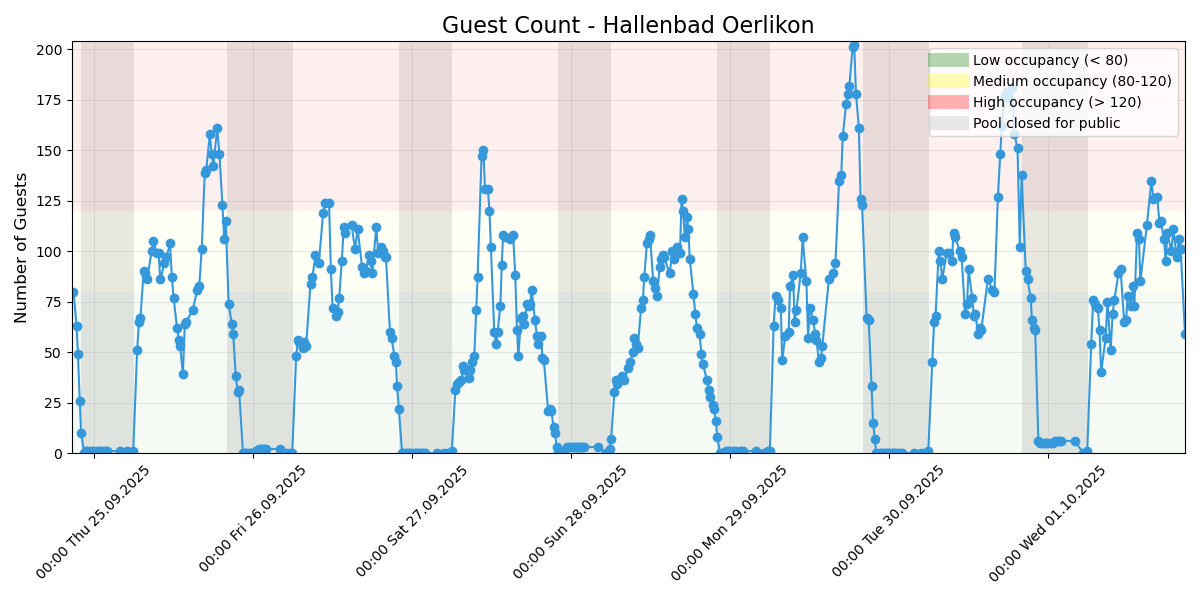 Guest Count - Hallenbad Oerlikon
Number of Guests
200
175
150
125
100
75
50
25
0
Low occupancy (< 80)
Medium occupancy (80-120)
High occupancy (> 120)
Pool closed for public
00:00 Thu 25.09.2025
00:00 Fri 26.09.2025
00:00 Sat 27.09.2025
00:00 Sun 28.09.2025
00:00 Mon 29.09.2025
00:00 Tue 30.09.2025
00:00 Wed 01.10.2025